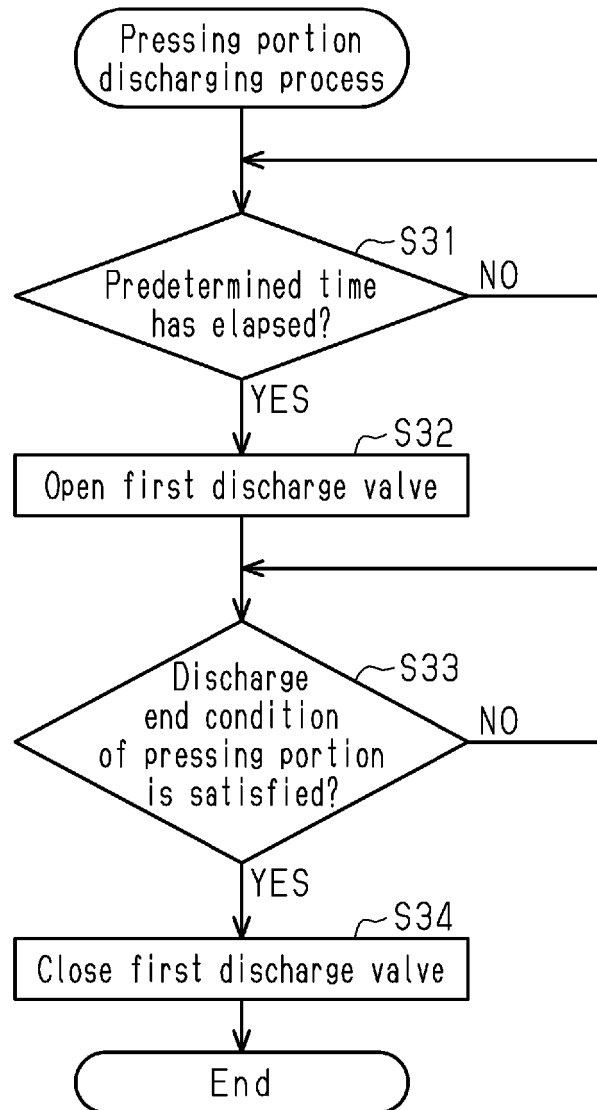 Pressing portion
discharging process
S31
Predetermined time
has elapsed?
NO
YES
S32
Open first discharge valve
S33
Discharge
end condition
of pressing portion
is satisfied?
NO
YES
S34
Close first discharge valve
End